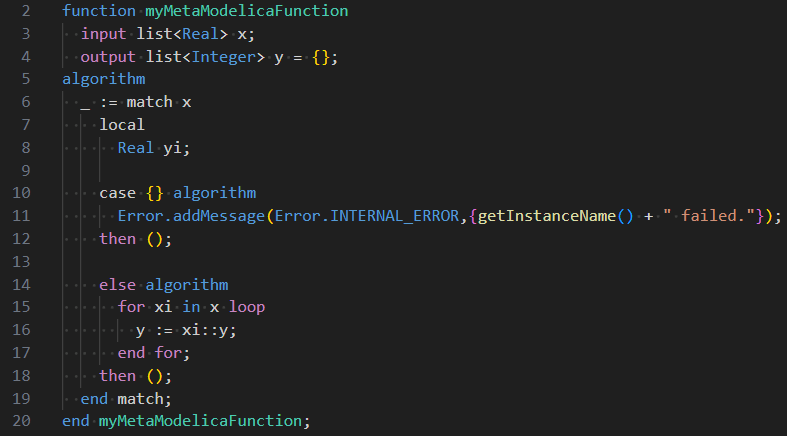 2 function myMetaModelicaFunction
3   input list<Real> x;
4   output list<Integer> y = {};
5 algorithm
6   _ := match x
7     local
8       Real yi;
9
10     case {} algorithm
11       Error.addMessage(Error.INTERNAL_ERROR,{getInstanceName() + " failed."});
12     then ();
13
14     else algorithm
15       for xi in x loop
16         y := xi::y;
17       end for;
18     then ();
19   end match;
20 end myMetaModelicaFunction;